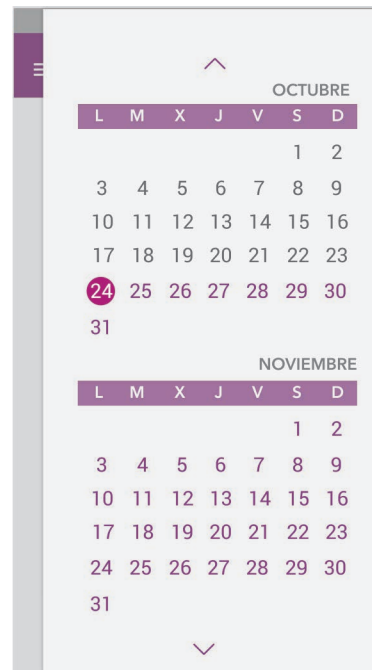 OCTUBRE
L M X J V S D
1 2
3 4 5 6 7 8 9
10 11 12 13 14 15 16
17 18 19 20 21 22 23
24 25 26 27 28 29 30
31
NOVIEMBRE
L M X J V S D
1 2
3 4 5 6 7 8 9
10 11 12 13 14 15 16
17 18 19 20 21 22 23
24 25 26 27 28 29 30
31